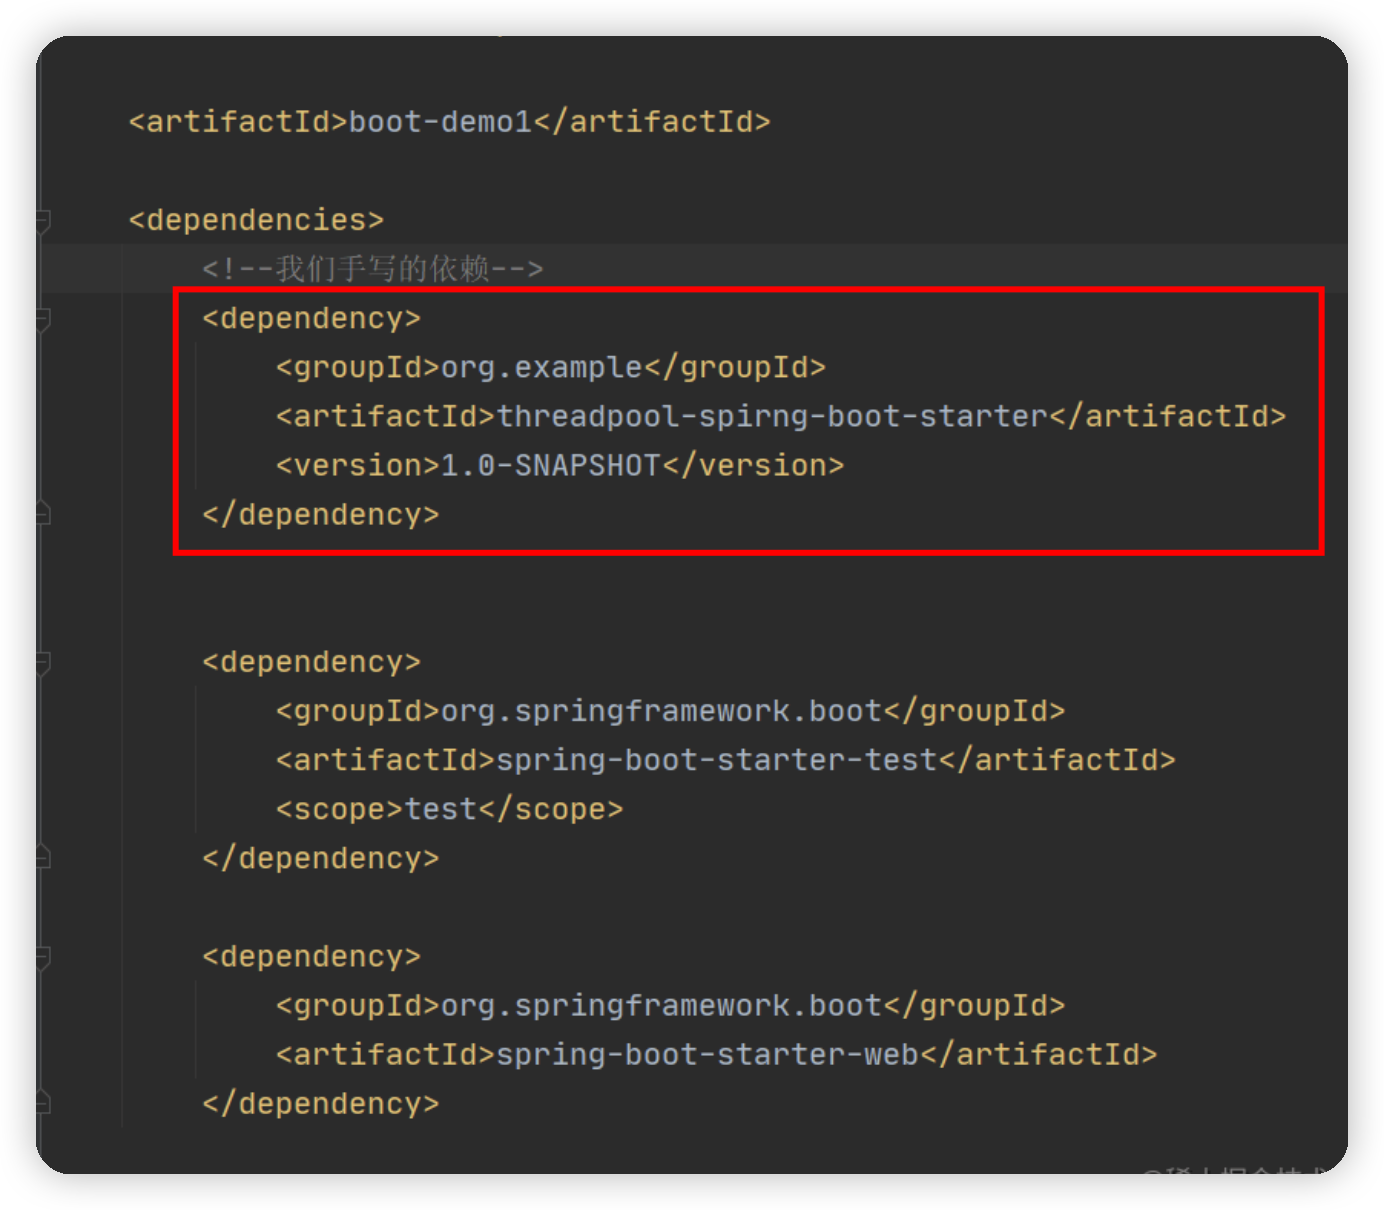 <artifactId>boot-demo1</artifactId>
<dependencies>
<!--我们手写的依赖-->
<dependency>
<groupId>org.example</groupId>
<artifactId>threadpool-spirng-boot-starter</artifactId>
<version>1.0-SNAPSHOT</version>
</dependency>
<dependency>
<groupId>org.springframework.boot</groupId>
<artifactId>spring-boot-starter-test</artifactId>
<scope>test</scope>
</dependency>
<dependency>
<groupId>org.springframework.boot</groupId>
<artifactId>spring-boot-starter-web</artifactId>
</dependency>